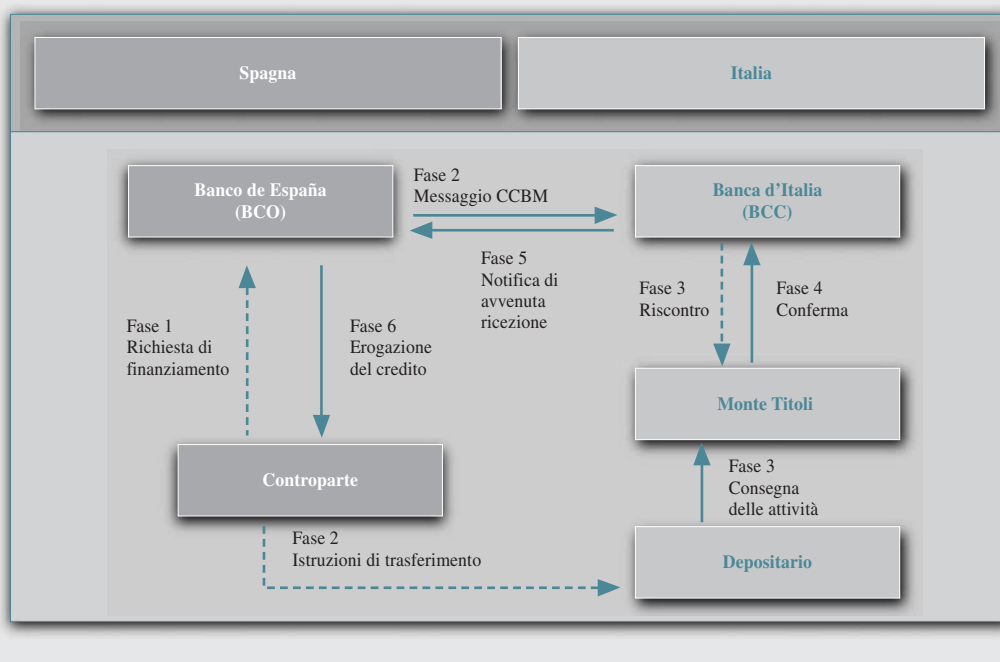 Spagna
Italia
Banco de España
(BCO)
Fase 2
Messaggio CCBM
Banca d’Italia
(BCC)
Fase 5
Notifica di
avvenuta
ricezione
Fase 1
Richiesta di
finanziamento
Fase 6
Erogazione
del credito
Fase 3
Riscontro
Fase 4
Conferma
Monte Titoli
Controparte
Fase 3
Consegna
delle attività
Fase 2
Istruzioni di trasferimento
Depositario